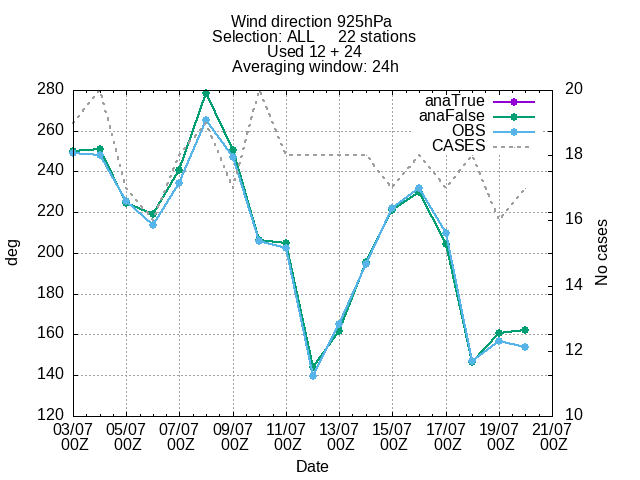 Wind direction 925hPa
Selection: ALL 22 stations
Used 12 + 24
Averaging window: 24h
anaTrue
anaFalse
OBS
CASES
280
260
240
220
200
180
160
140
120
20
18
16
14
12
10
deg
No cases
03/07 05/07 07/07 09/07 11/07 13/07 15/07 17/07 19/07 21/07
00Z 00Z 00Z 00Z 00Z 00Z 00Z 00Z 00Z 00Z
Date